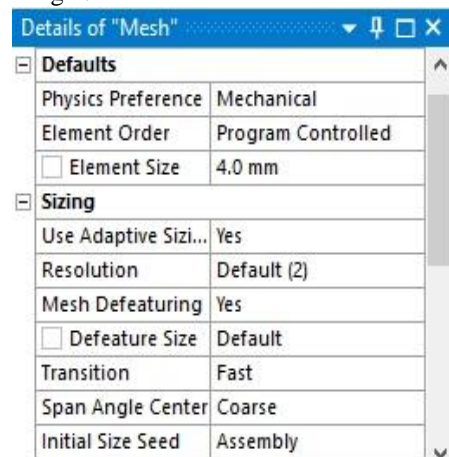 Details of "Mesh"
Defaults
Physics Preference Mechanical
Element Order Program Controlled
Element Size 4.0 mm
Sizing
Use Adaptive Sizi... Yes
Resolution Default (2)
Mesh Defeaturing Yes
Defeature Size Default
Transition Fast
Span Angle Center Coarse
Initial Size Seed Assembly